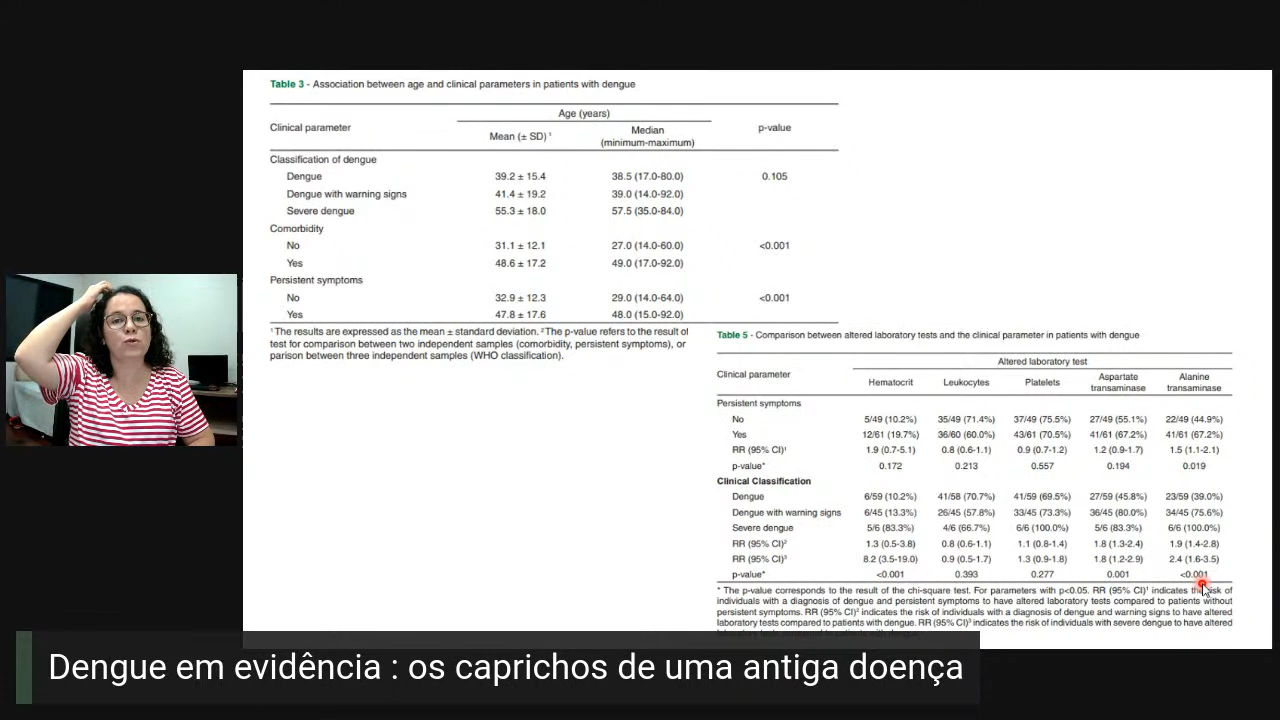 Table 3 - Association between age and clinical parameters in patients with dengue
Clinical parameter Age (years) p-value
Mean (± SD) ¹ Median (minimum-maximum)
Classification of dengue
Dengue 39.2 ± 15.4 38.5 (17.0-80.0) 0.105
Dengue with warning signs 41.4 ± 19.2 39.0 (14.0-92.0)
Severe dengue 55.3 ± 18.0 57.5 (35.0-84.0)
Comorbidity
No 31.1 ± 12.1 27.0 (14.0-60.0) <0.001
Yes 48.6 ± 17.2 49.0 (17.0-92.0)
Persistent symptoms
No 32.9 ± 12.3 29.0 (14.0-64.0) <0.001
Yes 47.8 ± 17.6 48.0 (15.0-92.0)
¹ The results are expressed as the mean ± standard deviation. ² The p-value refers to the result of
test for comparison between two independent samples (comorbidity, persistent symptoms), or
parison between three independent samples (WHO classification).
Table 5 - Comparison between altered laboratory tests and the clinical parameter in patients with dengue
Clinical parameter Altered laboratory test
Hematocrit Leukocytes Platelets Aspartate transaminase Alanine transaminase
Persistent symptoms
No 5/49 (10.2%) 35/49 (71.4%) 37/49 (75.5%) 27/49 (55.1%) 22/49 (44.9%)
Yes 12/61 (19.7%) 36/60 (60.0%) 43/61 (70.5%) 41/61 (67.2%) 41/61 (67.2%)
RR (95% CI)¹ 1.9 (0.7-5.1) 0.8 (0.6-1.1) 0.9 (0.7-1.2) 1.2 (0.9-1.7) 1.5 (1.1-2.1)
p-value* 0.172 0.213 0.557 0.194 0.019
Clinical Classification
Dengue 6/59 (10.2%) 41/58 (70.7%) 41/59 (69.5%) 27/59 (45.8%) 23/59 (39.0%)
Dengue with warning signs 6/45 (13.3%) 26/45 (57.8%) 33/45 (73.3%) 36/45 (80.0%) 34/45 (75.6%)
Severe dengue 5/6 (83.3%) 4/6 (66.7%) 6/6 (100.0%) 5/6 (83.3%) 6/6 (100.0%)
RR (95% CI)² 1.3 (0.5-3.8) 0.8 (0.6-1.1) 1.1 (0.8-1.4) 1.8 (1.3-2.4) 1.9 (1.4-2.8)
RR (95% CI)³ 8.2 (3.5-19.0) 0.9 (0.5-1.7) 1.3 (0.9-1.8) 1.8 (1.2-2.9) 2.4 (1.6-3.5)
p-value* <0.001 0.393 0.277 0.001 <0.001
* The p-value corresponds to the result of the chi-square test. For parameters with p<0.05. RR (95% CI)¹ indicates the risk of
individuals with a diagnosis of dengue and persistent symptoms to have altered laboratory tests compared to patients without
persistent symptoms. RR (95% CI)² indicates the risk of individuals with a diagnosis of dengue and warning signs to have altered
laboratory tests compared to patients with dengue. RR (95% CI)³ indicates the risk of individuals with severe dengue to have altered
Dengue em evidência : os caprichos de uma antiga doença